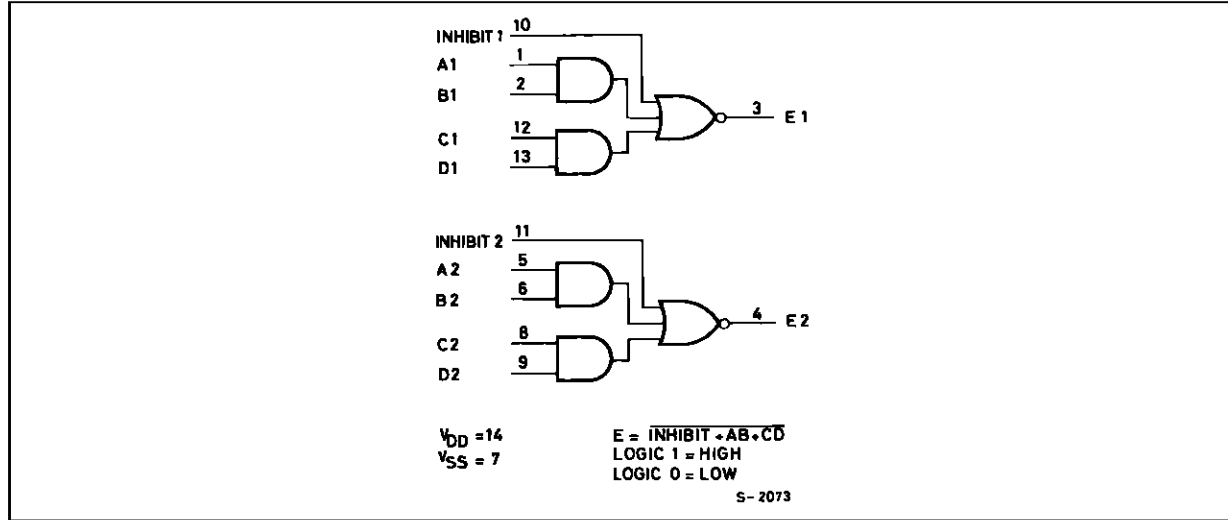 INHIBIT 1 10
A1 1
B1 2
C1 12
D1 13
3 E1
INHIBIT 2 11
A2 5
B2 6
C2 8
D2 9
4 E2
VDD =14
VSS = 7
E = INHIBIT+AB+CD
LOGIC 1 = HIGH
LOGIC 0 = LOW
S-2073